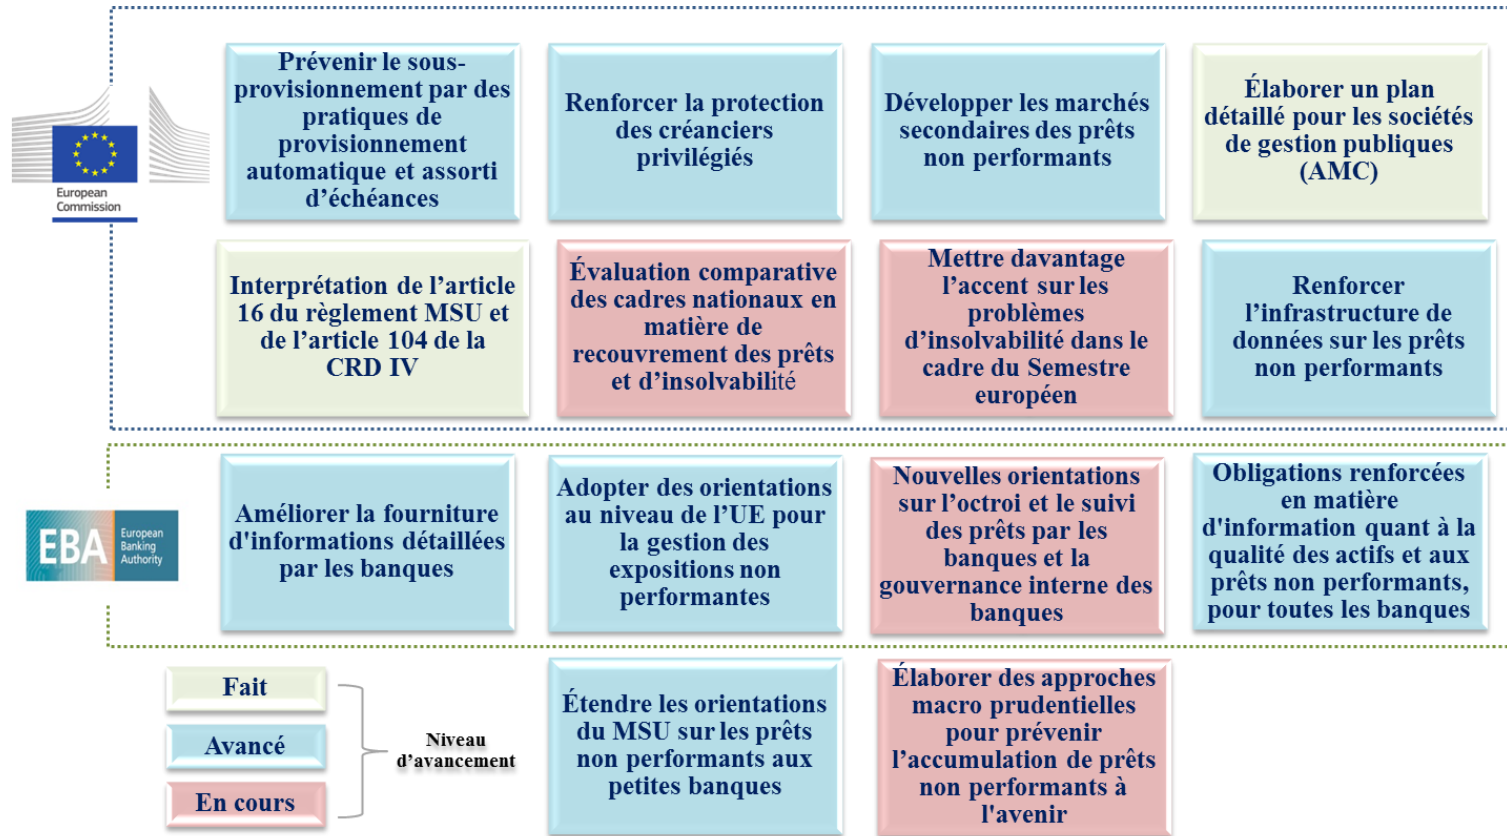 Prévenir le sous-
provisionnement par des
pratiques de
provisionnement
automatique et assorti
d’échéances
Renforcer la protection
des créanciers
privilégiés
Développer les marchés
secondaires des prêts
non performants
Élaborer un plan
détaillé pour les sociétés
de gestion publiques
(AMC)
European
Commission
Interprétation de l’article
16 du règlement MSU et
de l’article 104 de la
CRD IV
Évaluation comparative
des cadres nationaux en
matière de
recouvrement des prêts
et d’insolvabilité
Mettre davantage
l’accent sur les
problèmes
d’insolvabilité dans le
cadre du Semestre
européen
Renforcer
l’infrastructure de
données sur les prêts
non performants
EBA
European
Banking
Authority
Améliorer la fourniture
d'informations détaillées
par les banques
Adopter des orientations
au niveau de l’UE pour
la gestion des
expositions non
performantes
Nouvelles orientations
sur l’octroi et le suivi
des prêts par les
banques et la
gouvernance interne des
banques
Obligations renforcées
en matière
d'information quant à la
qualité des actifs et aux
prêts non performants,
pour toutes les banques
Fait
Avancé
En cours
Niveau
d’avancement
Étendre les orientations
du MSU sur les prêts
non performants aux
petites banques
Élaborer des approches
macro prudentielles
pour prévenir
l’accumulation de prêts
non performants à
l'avenir